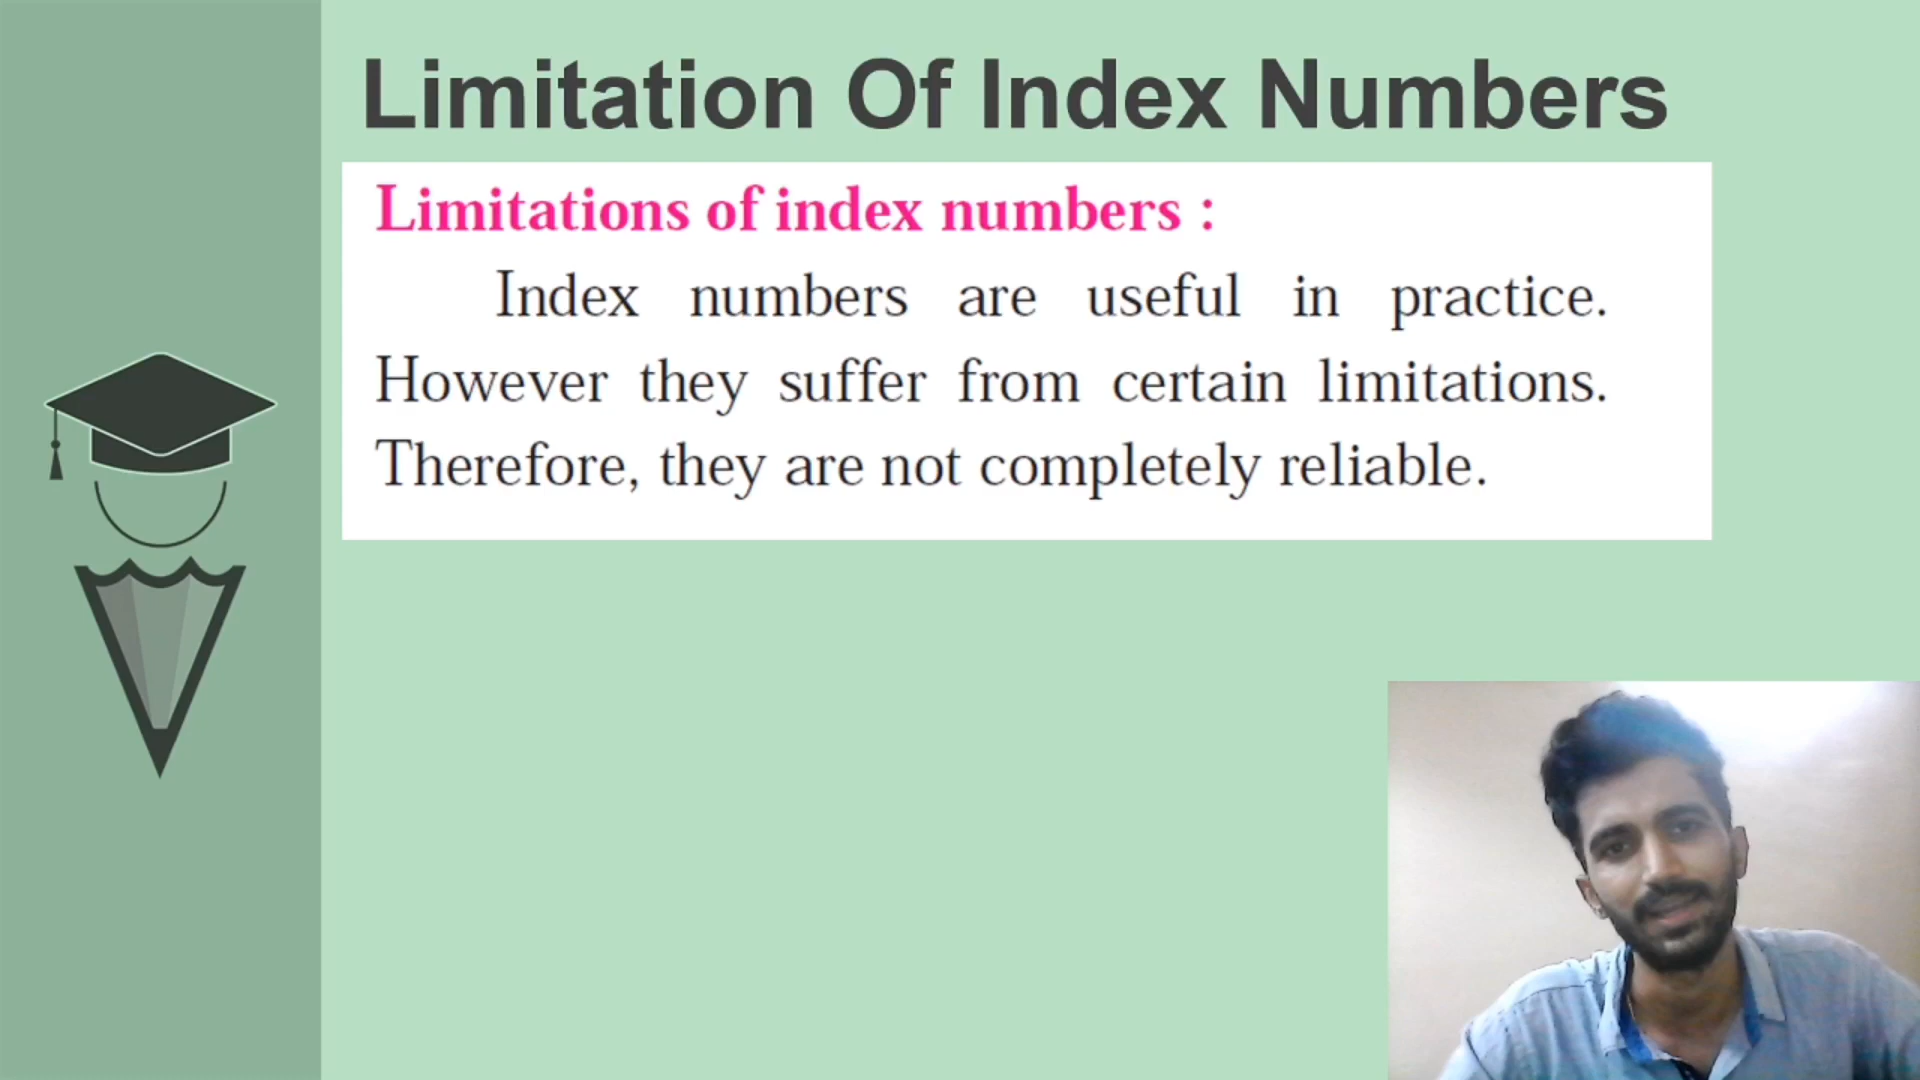 Limitation Of Index Numbers
Limitations of index numbers :
Index numbers are useful in practice.
However they suffer from certain limitations.
Therefore, they are not completely reliable.